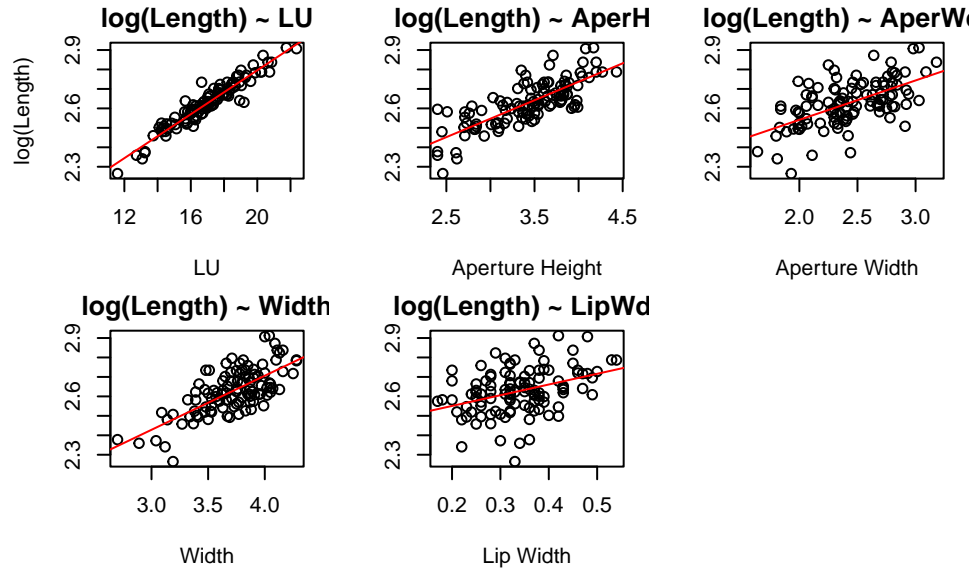 log(Length) ~ LU
log(Length) ~ AperH
log(Length) ~ AperWd
log(Length)
2.3 2.6 2.9
2.3 2.6 2.9
2.3 2.6 2.9
12 16 20
2.5 3.5 4.5
2.0 2.5 3.0
LU
Aperture Height
Aperture Width
log(Length) ~ Width
log(Length) ~ LipWd
2.3 2.6 2.9
2.3 2.6 2.9
3.0 3.5 4.0
0.2 0.3 0.4 0.5
Width
Lip Width